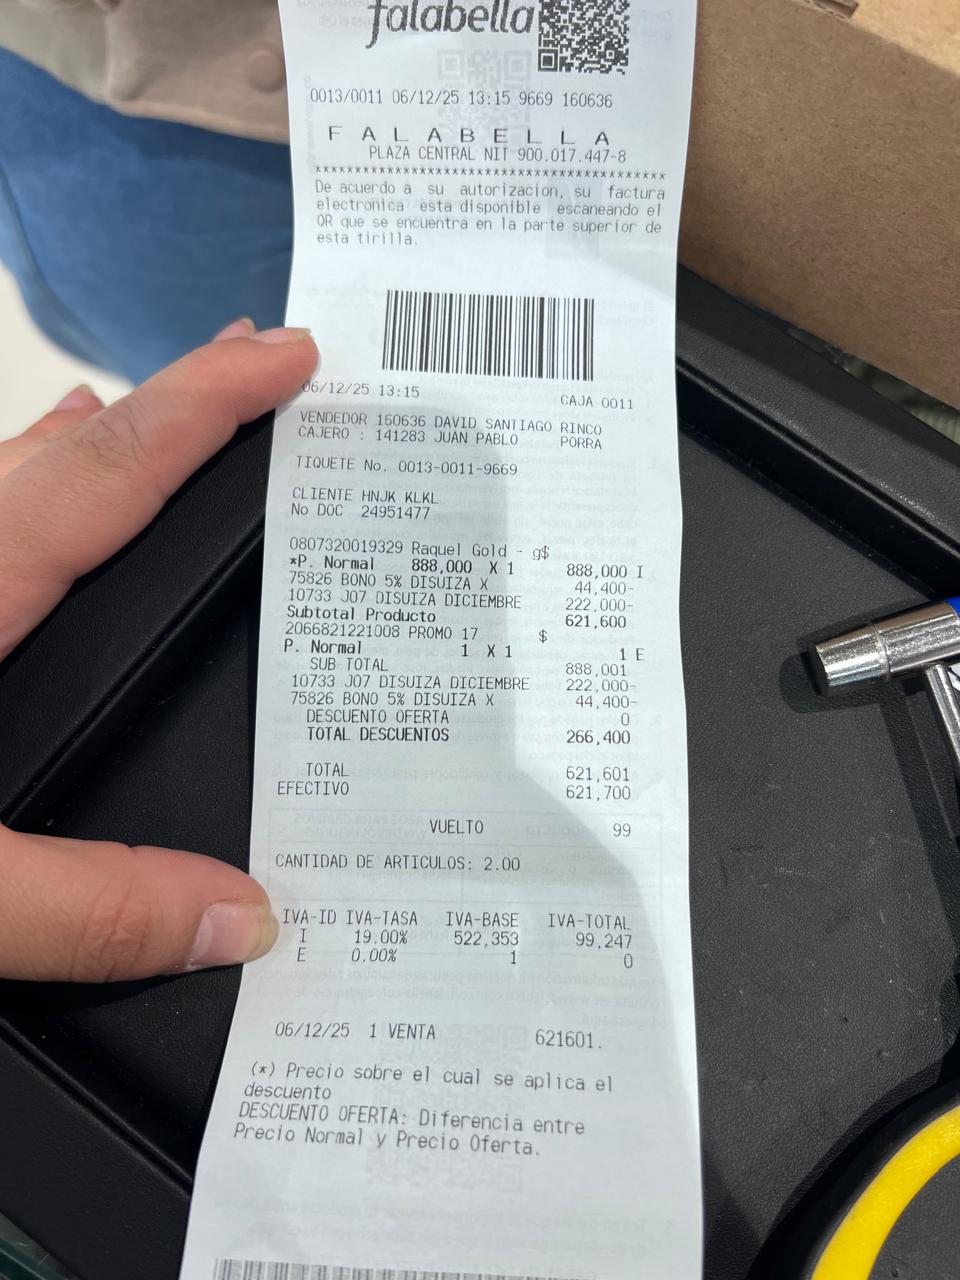 falabella
0013/0011 06/12/25 13:15 9669 160636
F A L A B E L L A
PLAZA CENTRAL NIT 900.017.447-8
******************************************
De acuerdo a su autorizacion, su factura
electronica esta disponible escaneando el
QR que se encuentra en la parte superior de
esta tirilla.
06/12/25 13:15 CAJA 0011
VENDEDOR 160636 DAVID SANTIAGO RINCO
CAJERO : 141283 JUAN PABLO PORRA
TIQUETE No. 0013-0011-9669
CLIENTE HNJK KLKL
No DOC 24951477
0807320019329 Raquel Gold - g$
*P. Normal 888,000 X 1 888,000 I
75826 BONO 5% DISUIZA X 44,400-
10733 J07 DISUIZA DICIEMBRE 222,000-
Subtotal Producto 621,600
2066821221008 PROMO 17 $
P. Normal 1 X 1 1 E
SUB TOTAL 888,001
10733 J07 DISUIZA DICIEMBRE 222,000-
75826 BONO 5% DISUIZA X 44,400-
DESCUENTO OFERTA 0
TOTAL DESCUENTOS 266,400
TOTAL 621,601
EFECTIVO 621,700
VUELTO 99
CANTIDAD DE ARTICULOS: 2.00
IVA-ID IVA-TASA IVA-BASE IVA-TOTAL
I 19.00% 522,353 99,247
E 0.00% 1 0
06/12/25 1 VENTA 621601.
(*) Precio sobre el cual se aplica el
descuento
DESCUENTO OFERTA: Diferencia entre
Precio Normal y Precio Oferta.